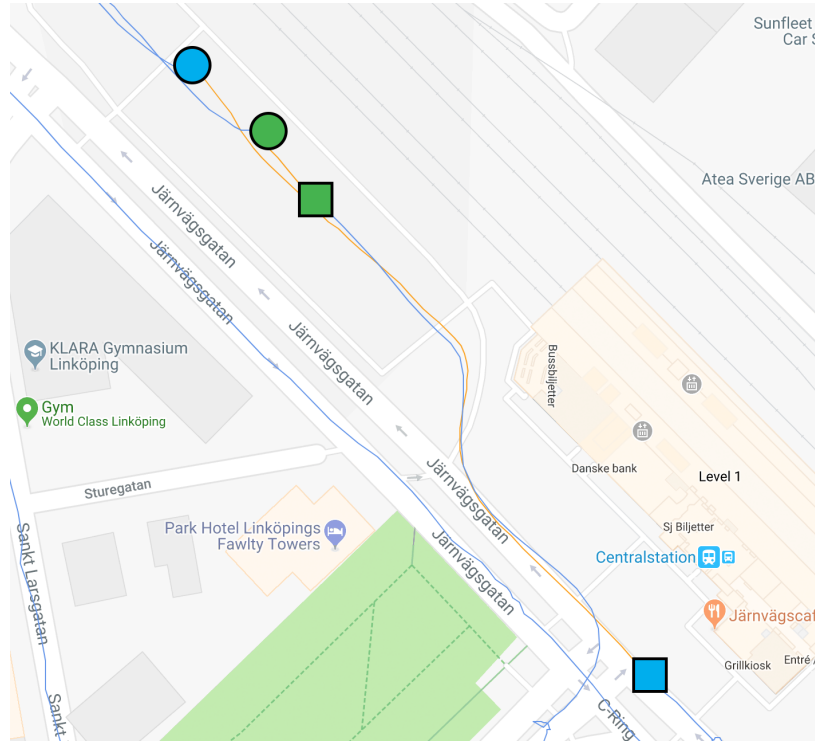 Sunfleet
Car S
Atea Sverige AB
Järnvägsgatan
Järnvägsgatan
Järnvägsgatan
KLARA Gymnasium
Linköping
Bussbiljetter
Gym
World Class Linköping
Danske bank
Level 1
Järnvägsgatan
Sturegatan
Park Hotel Linköpings
Fawlty Towers
Sj Biljetter
Järnvägsgatan
Centralstation
Sankt Larsgatan
Järnvägscaf
Grillkiosk
Entré /
Sankt
C-Ring